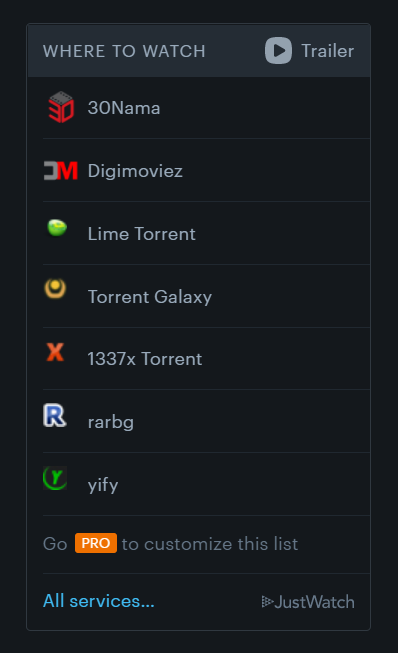 WHERE TO WATCH Trailer
30Nama
Digimoviez
Lime Torrent
Torrent Galaxy
1337x Torrent
rarbg
yify
Go PRO to customize this list
All services... JustWatch